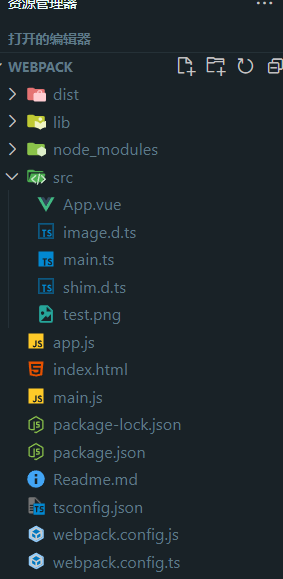 资源管理器
打开的编辑器
WEBPACK
dist
lib
node_modules
src
App.vue
image.d.ts
main.ts
shim.d.ts
test.png
app.js
index.html
main.js
package-lock.json
package.json
Readme.md
tsconfig.json
webpack.config.js
webpack.config.ts